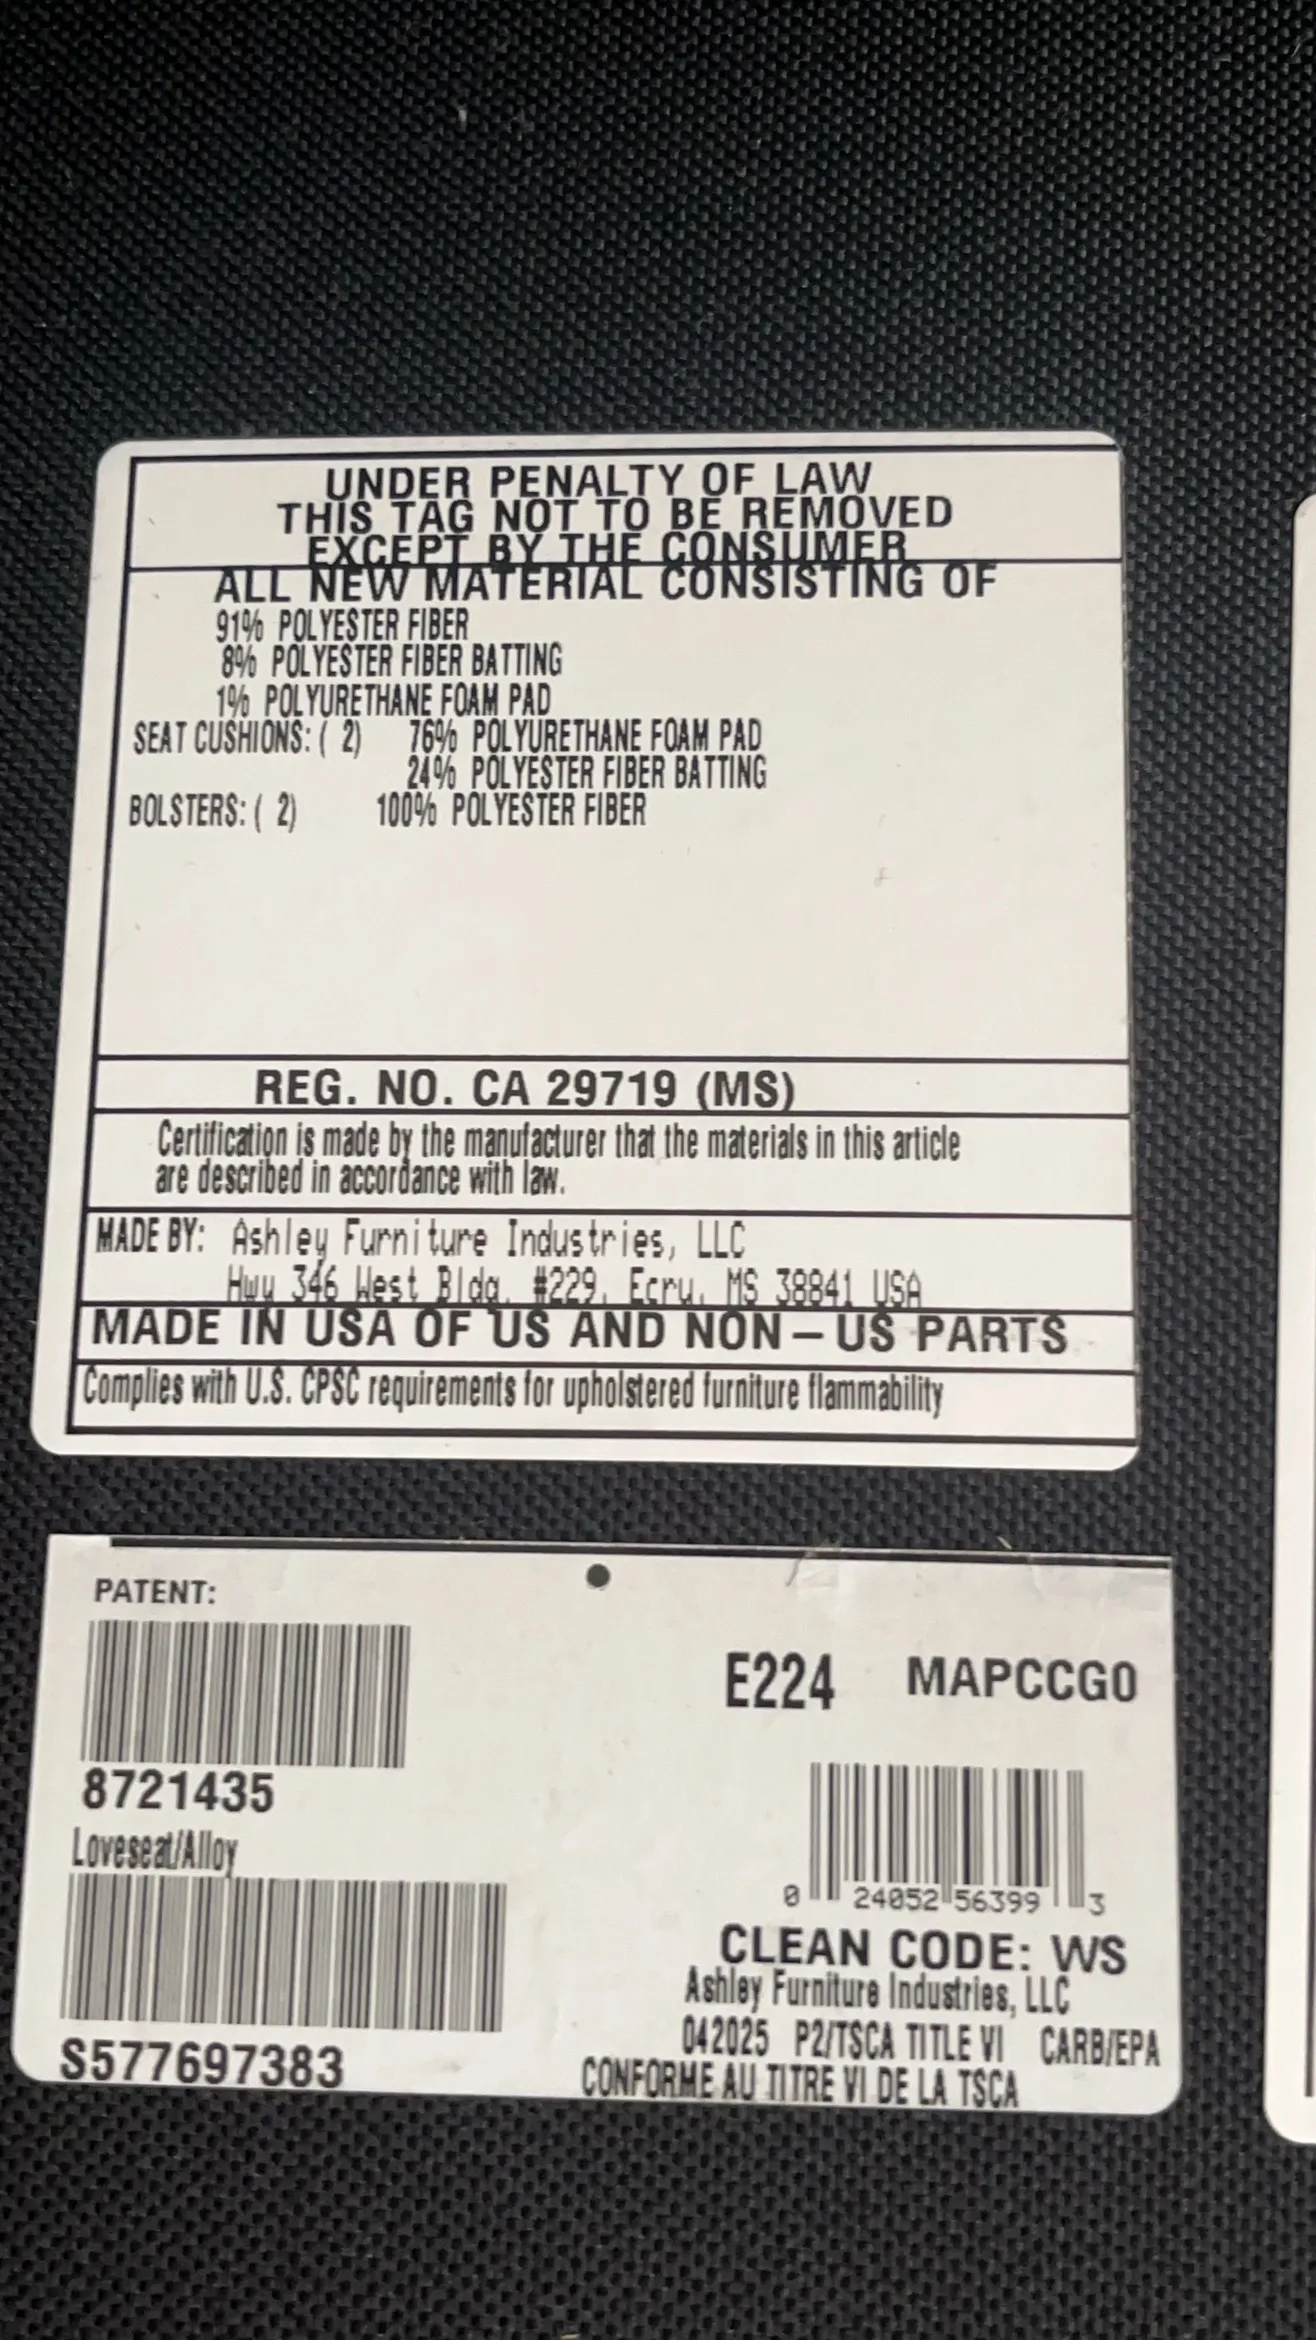 UNDER PENALTY OF LAW
THIS TAG NOT TO BE REMOVED
EXCEPT BY THE CONSUMER
ALL NEW MATERIAL CONSISTING OF
91% POLYESTER FIBER
8% POLYESTER FIBER BATTING
1% POLYURETHANE FOAM PAD
SEAT CUSHIONS: ( 2) 76% POLYURETHANE FOAM PAD
24% POLYESTER FIBER BATTING
BOLSTERS: ( 2) 100% POLYESTER FIBER
REG. NO. CA 29719 (MS)
Certification is made by the manufacturer that the materials in this article
are described in accordance with law.
MADE BY: Ashley Furniture Industries, LLC
Hwy 346 West Bldg. #229, Ecru, MS 38841 USA
MADE IN USA OF US AND NON-US PARTS
Complies with U.S. CPSC requirements for upholstered furniture flammability
PATENT:
E224 MAPCCG0
8721435
Loveseat/Alloy
0 24052 56399 3
CLEAN CODE: WS
Ashley Furniture Industries, LLC
042025 P2/TSCA TITLE VI CARB/EPA
S577697383
CONFORME AU TITRE VI DE LA TSCA